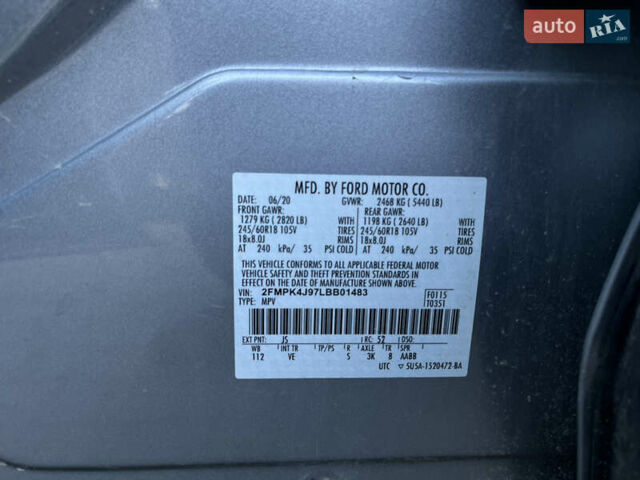 auto RIA
.com
MFD. BY FORD MOTOR CO.
DATE: 06/20 GVWR: 2468 KG ( 5440 LB)
FRONT GAWR: REAR GAWR:
1279 KG ( 2820 LB) WITH 1198 KG ( 2640 LB) WITH
245/60R18 105V TIRES 245/60R18 105V TIRES
18x8.0J RIMS 18x8.0J RIMS
AT 240 kPa/ 35 PSI COLD AT 240 kPa/ 35 PSI COLD
THIS VEHICLE CONFORMS TO ALL APPLICABLE FEDERAL MOTOR
VEHICLE SAFETY AND THEFT PREVENTION STANDARDS IN
EFFECT ON THE DATE OF MANUFACTURE SHOWN ABOVE.
VIN: 2FMPK4J97LBB01483 F0115
TYPE: MPV T0351
EXT PNT: JS RC: 52 DSO:
WB INT TR TP/PS R AXLE TR SPR
112 VE S 3K B AABB
UTC ▽ 5U5A-1520472-BA